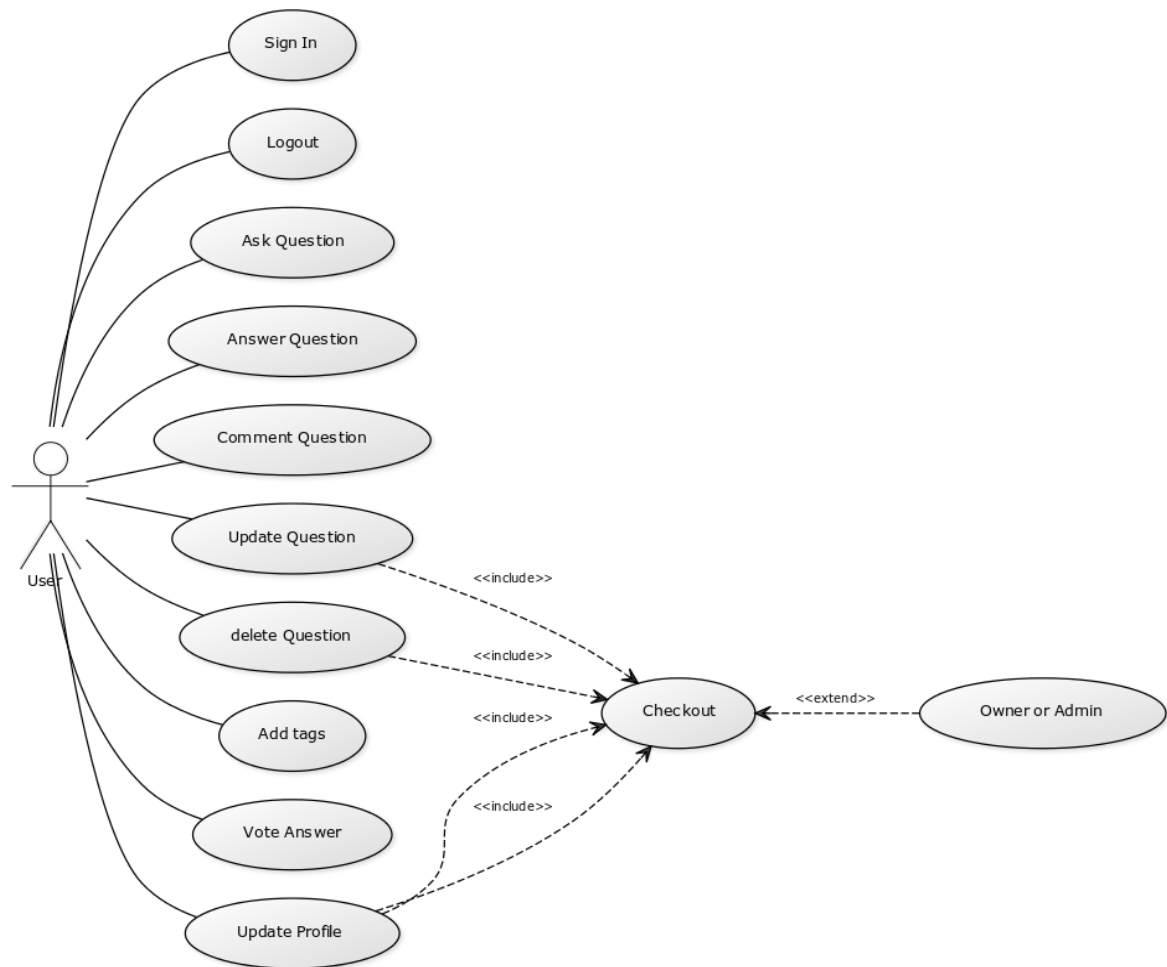 Sign In
Logout
Ask Question
Answer Question
Comment Question
User
Update Question
<<include>>
delete Question
<<include>>
Checkout
<<extend>>
Owner or Admin
<<include>>
Add tags
<<include>>
Vote Answer
Update Profile